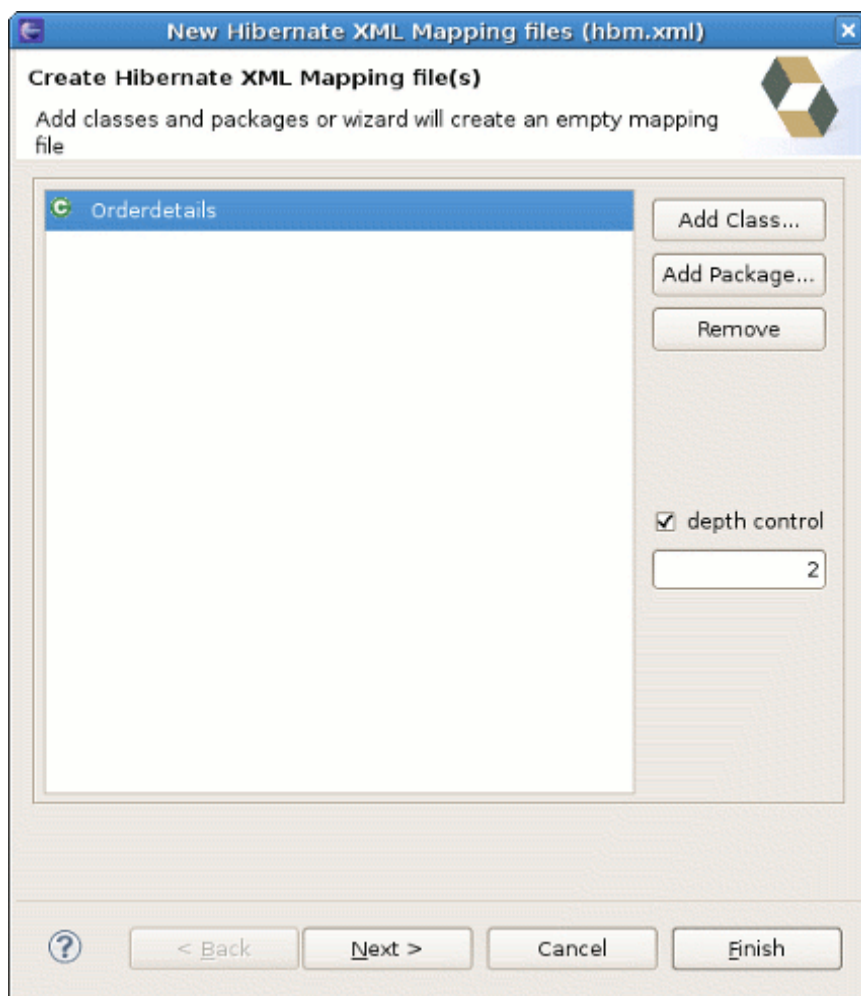 New Hibernate XML Mapping files (hbm.xml)
Create Hibernate XML Mapping file(s)
Add classes and packages or wizard will create an empty mapping
file
Orderdetails
Add Class...
Add Package...
Remove
depth control
2
< Back
Next >
Cancel
Finish